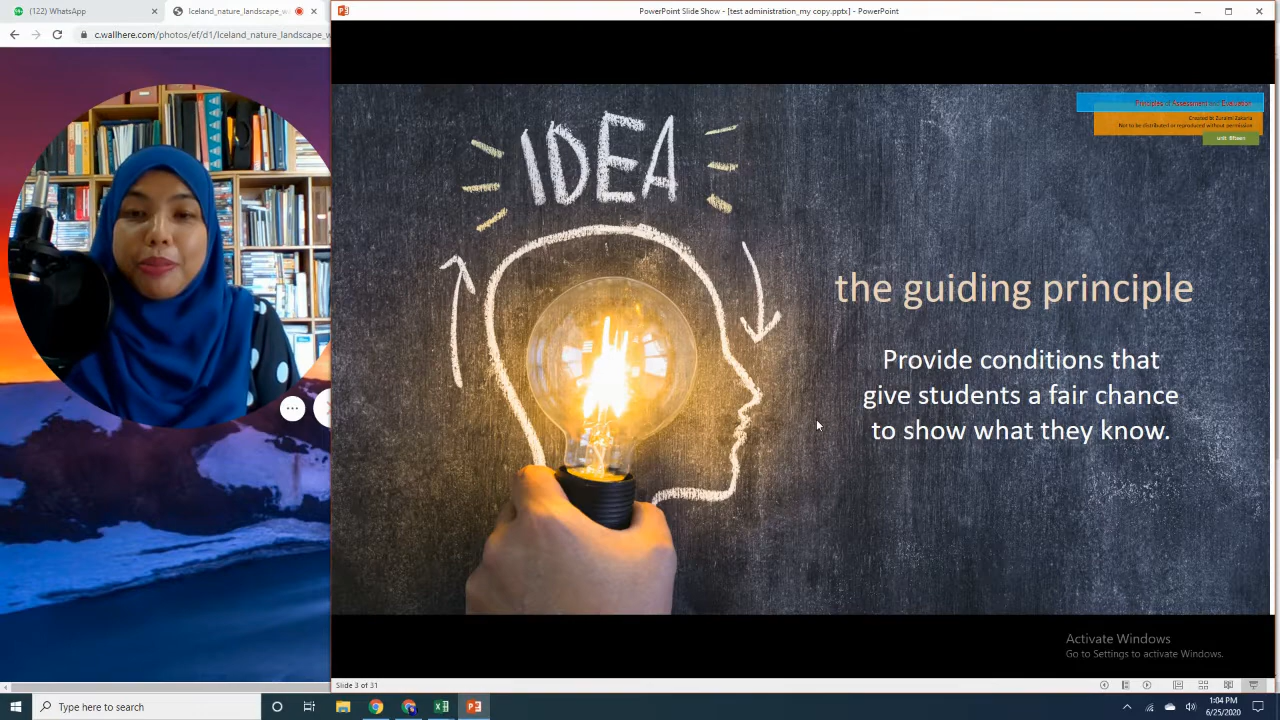 (122) WhatsApp
Iceland_nature_landscape_w
c.wallhere.com/photos/ef/d1/Iceland_nature_landscape_w
PowerPoint Slide Show - [test administration_my copy.pptx] - PowerPoint
Principles of Assessment and Evaluation
Created By Zuraini Zakaria
Not to be distributed or reproduced without permission
unit fifteen
IDEA
the guiding principle
Provide conditions that
give students a fair chance
to show what they know.
Activate Windows
Go to Settings to activate Windows.
Slide 3 of 31
Type here to search
1:04 PM
6/25/2020